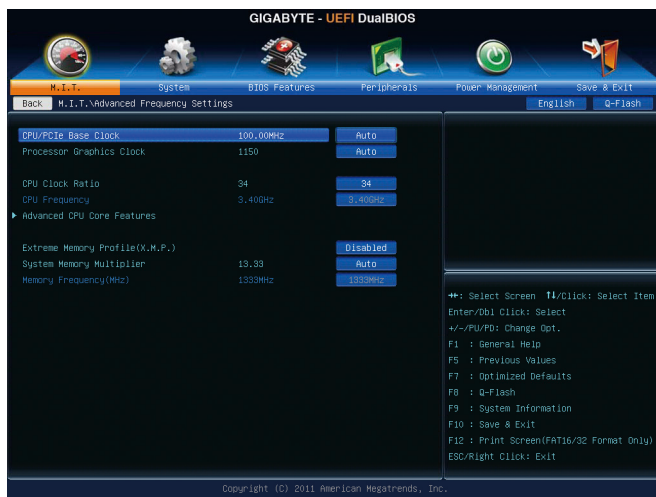 GIGABYTE - UEFI DualBIOS
M.I.T. System BIOS Features Peripherals Power Management Save & Exit
Back M.I.T.\Advanced Frequency Settings English Q-Flash
CPU/PCIe Base Clock 100.00MHz Auto
Processor Graphics Clock 1150 Auto
CPU Clock Ratio 34 34
CPU Frequency 3.40GHz 3.40GHz
Advanced CPU Core Features
Extreme Memory Profile(X.M.P.) Disabled
System Memory Multiplier 13.33 Auto
Memory Frequency(MHz) 1333MHz 1333MHz
→←: Select Screen ↑↓/Click: Select Item
Enter/Dbl Click: Select
+/-/PU/PD: Change Opt.
F1 : General Help
F5 : Previous Values
F7 : Optimized Defaults
F8 : Q-Flash
F9 : System Information
F10 : Save & Exit
F12 : Print Screen(FAT16/32 Format Only)
ESC/Right Click: Exit
Copyright (C) 2011 American Megatrends, Inc.